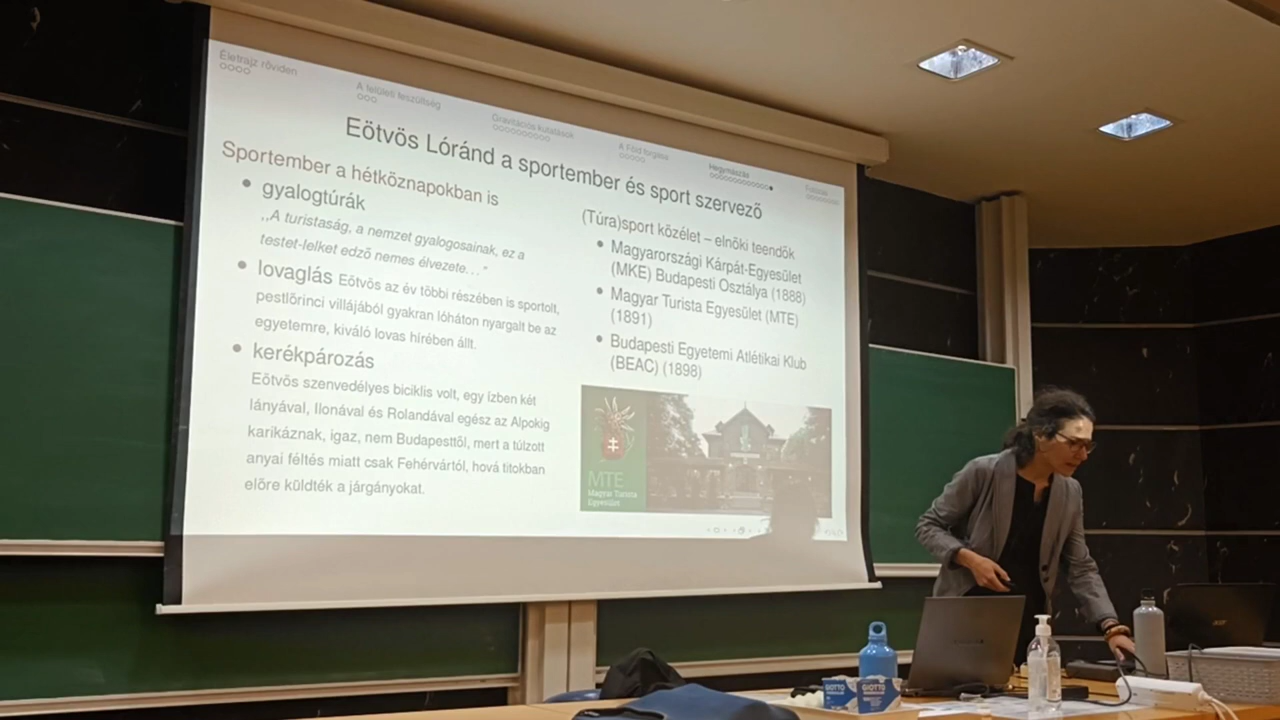 Életrajz röviden
A felületi feszültség
Gravitációs kutatások
A Föld forgása
Hegymászás
Eötvös Lóránd a sportember és sport szervező
Sportember a hétköznapokban is
• gyalogtúrák
,,A turistaság, a nemzet gyalogosainak, ez a
testet-lelket edző nemes élvezete...”
• lovaglás Eötvös az év többi részében is sportolt,
pestlőrinci villájából gyakran lóháton nyargalt be az
egyetemre, kiváló lovas hírében állt.
• kerékpározás
Eötvös szenvedélyes biciklis volt, egy ízben két
lányával, Ilonával és Rolandával egész az Alpokig
karikáznak, igaz, nem Budapesttől, mert a túlzott
anyai féltés miatt csak Fehérvártól, hová titokban
előre küldték a járgányokat.
(Túra)sport közélet – elnöki teendők
• Magyarországi Kárpát-Egyesület
(MKE) Budapesti Osztálya (1888)
• Magyar Turista Egyesület (MTE)
(1891)
• Budapesti Egyetemi Atlétikai Klub
(BEAC) (1898)
MTE
Magyar Turista
Egyesület
GIOTTO
GIOTTO
acer